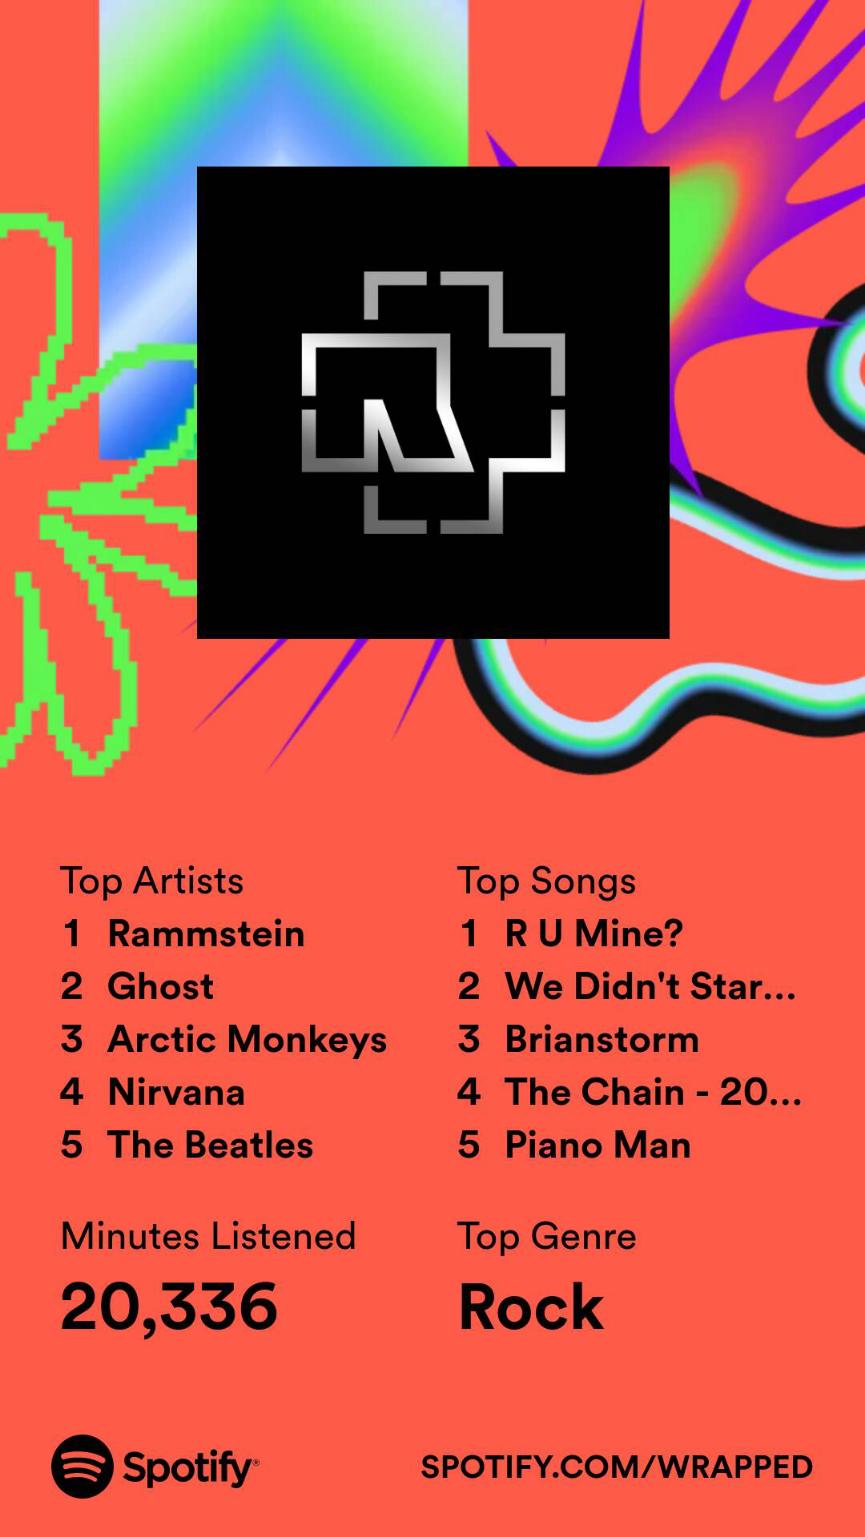 Top Artists
1 Rammstein
2 Ghost
3 Arctic Monkeys
4 Nirvana
5 The Beatles
Top Songs
1 R U Mine?
2 We Didn't Star...
3 Brianstorm
4 The Chain - 20...
5 Piano Man
Minutes Listened
20,336
Top Genre
Rock
Spotify®
SPOTIFY.COM/WRAPPED